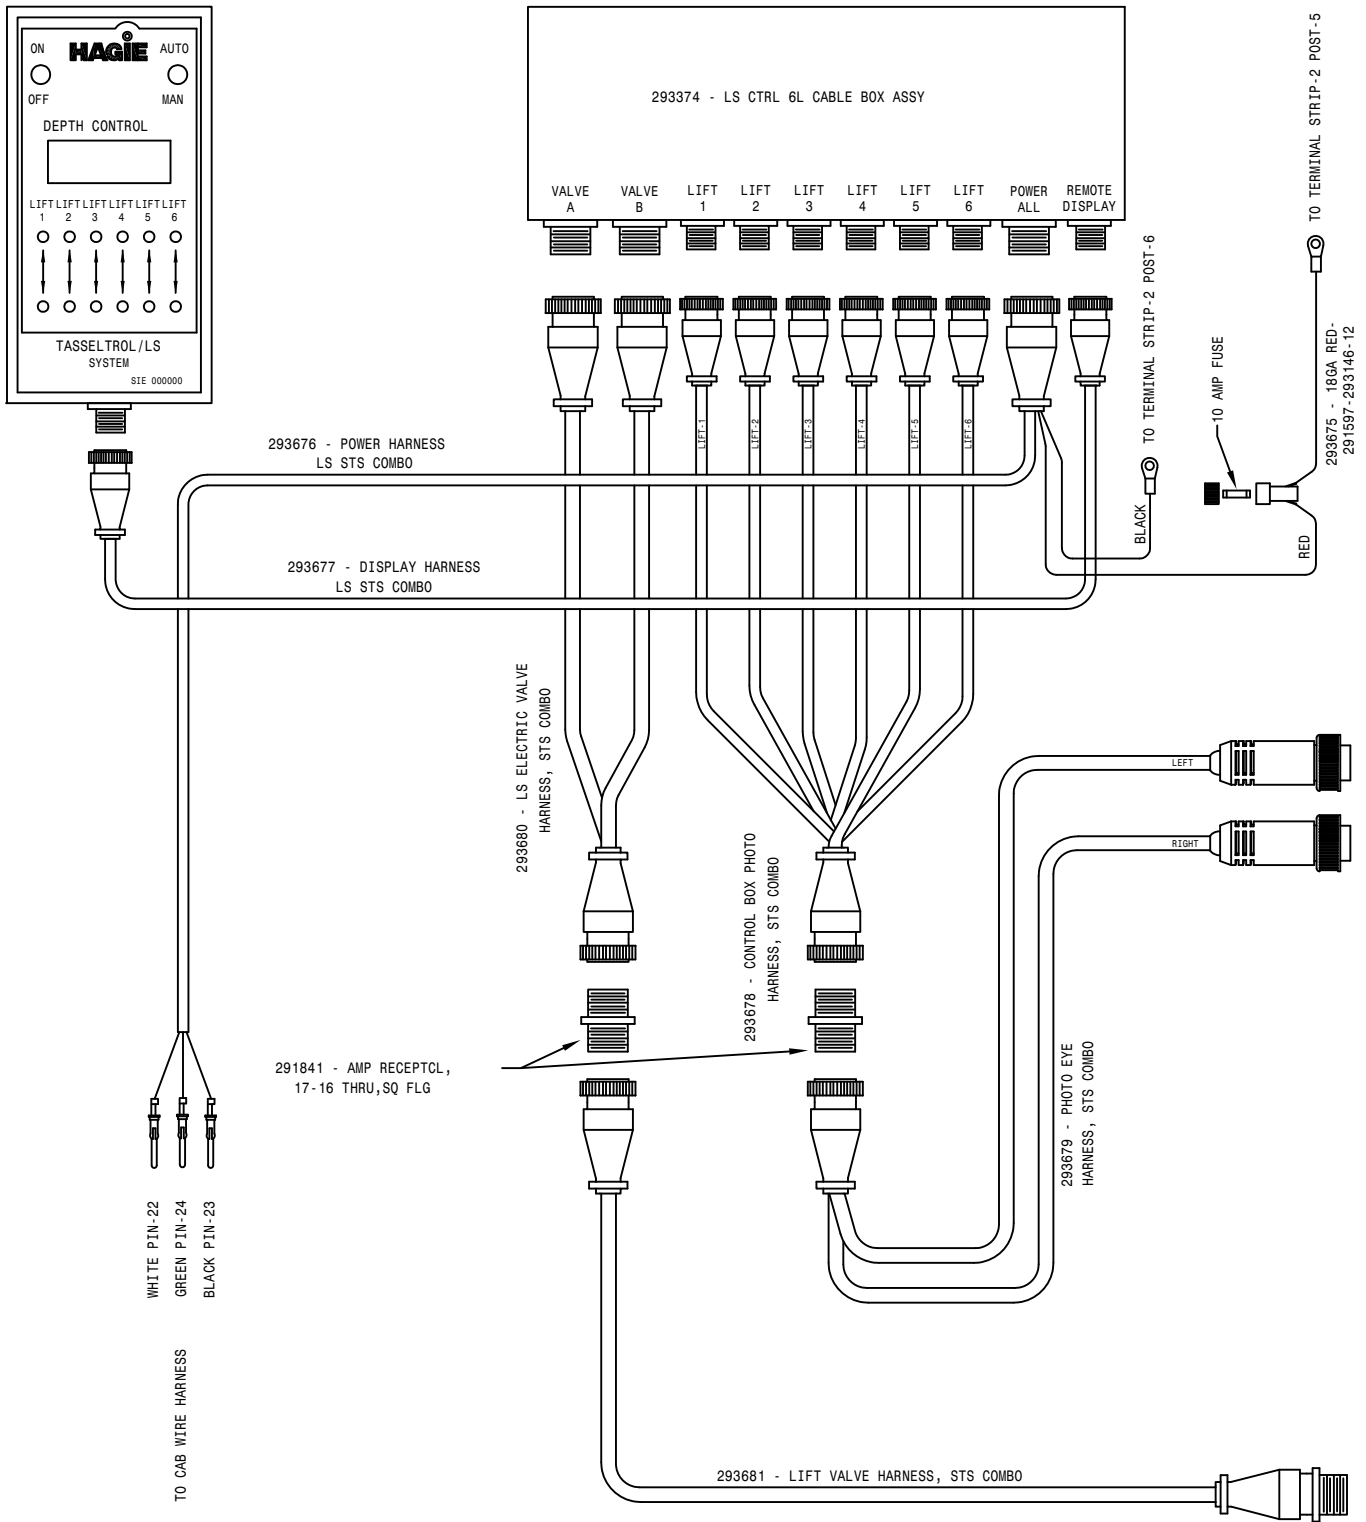 ON
HAGIE
AUTO
OFF
MAN
DEPTH CONTROL
LIFT LIFT LIFT LIFT LIFT LIFT
1 2 3 4 5 6
TASSELTROL/LS
SYSTEM
SIE 000000
293374 - LS CTRL 6L CABLE BOX ASSY
VALVE
A
VALVE
B
LIFT
1
LIFT
2
LIFT
3
LIFT
4
LIFT
5
LIFT
6
POWER
ALL
REMOTE
DISPLAY
TO TERMINAL STRIP-2 POST-5
TO TERMINAL STRIP-2 POST-6
10 AMP FUSE
293675 - 18GA RED-
291597-293146-12
BLACK
RED
LIFT-1
LIFT-2
LIFT-3
LIFT-4
LIFT-5
LIFT-6
293676 - POWER HARNESS
LS STS COMBO
293677 - DISPLAY HARNESS
LS STS COMBO
293680 - LS ELECTRIC VALVE
HARNESS, STS COMBO
293678 - CONTROL BOX PHOTO
HARNESS, STS COMBO
LEFT
RIGHT
291841 - AMP RECEPTCL,
17-16 THRU,SQ FLG
293679 - PHOTO EYE
HARNESS, STS COMBO
WHITE PIN-22
GREEN PIN-24
BLACK PIN-23
TO CAB WIRE HARNESS
293681 - LIFT VALVE HARNESS, STS COMBO